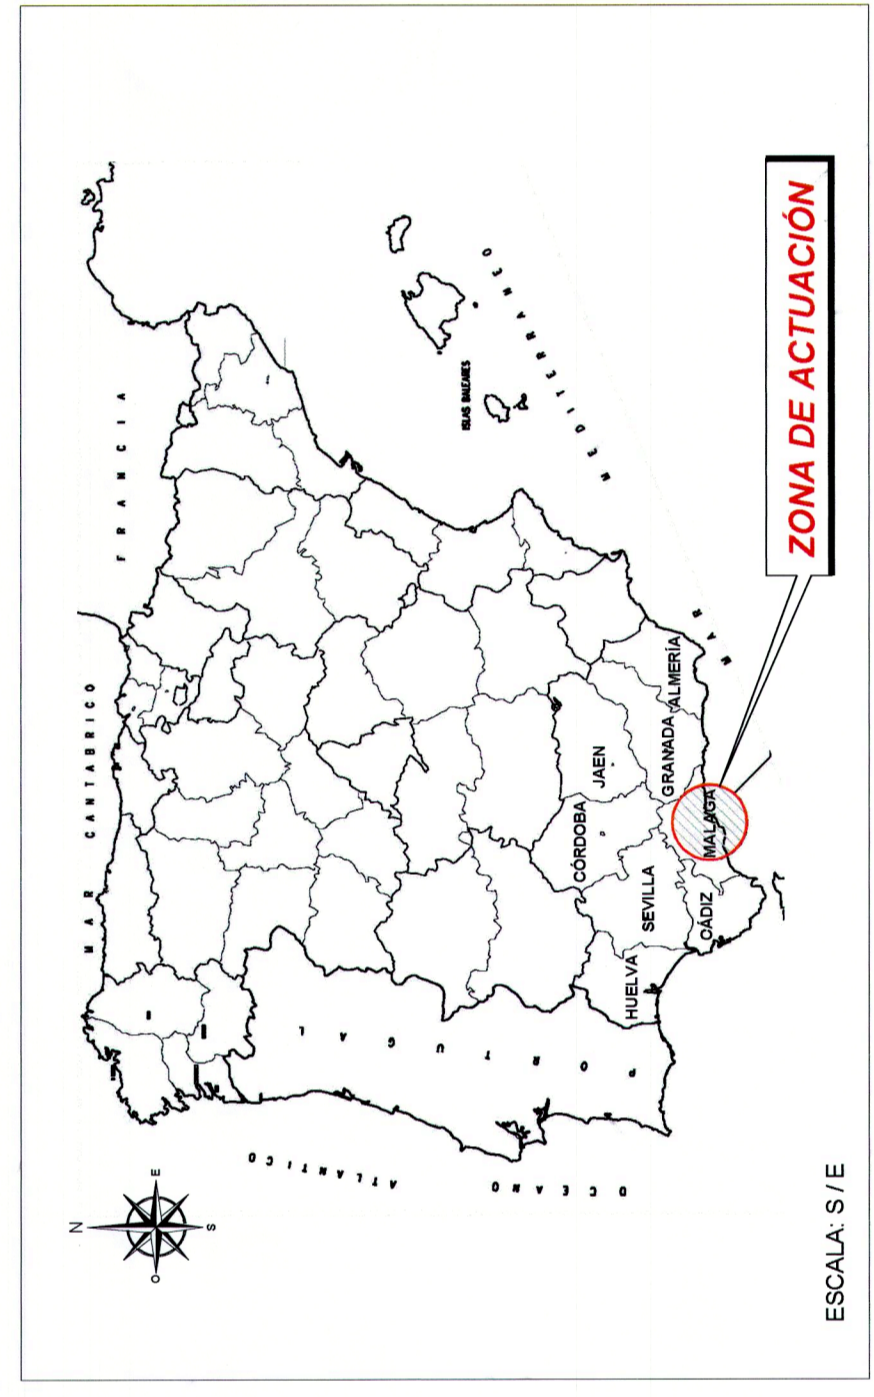 N
O
E
S
MAR CANTABRICO
FRANCIA
OCEANO ATLANTICO
PORTUGAL
ISLAS BALEARES
MAR MEDITERRANEO
HUELVA
SEVILLA
CÓRDOBA
JAEN
CÁDIZ
MALAGA
GRANADA
ALMERÍA
ZONA DE ACTUACIÓN
ESCALA: S / E